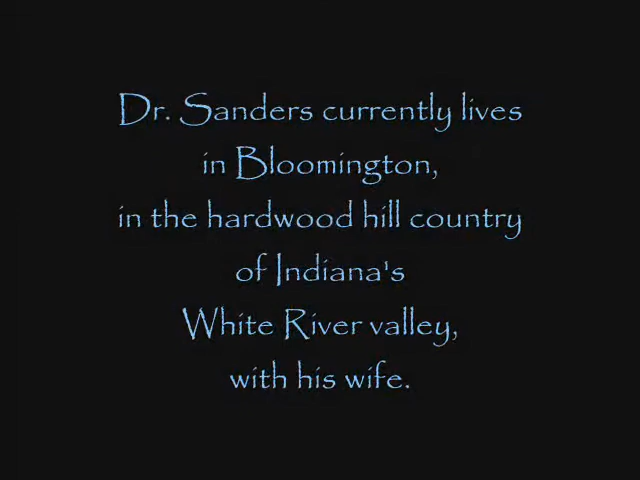 Dr. Sanders currently lives
in Bloomington,
in the hardwood hill country
of Indiana's
White River valley,
with his wife.